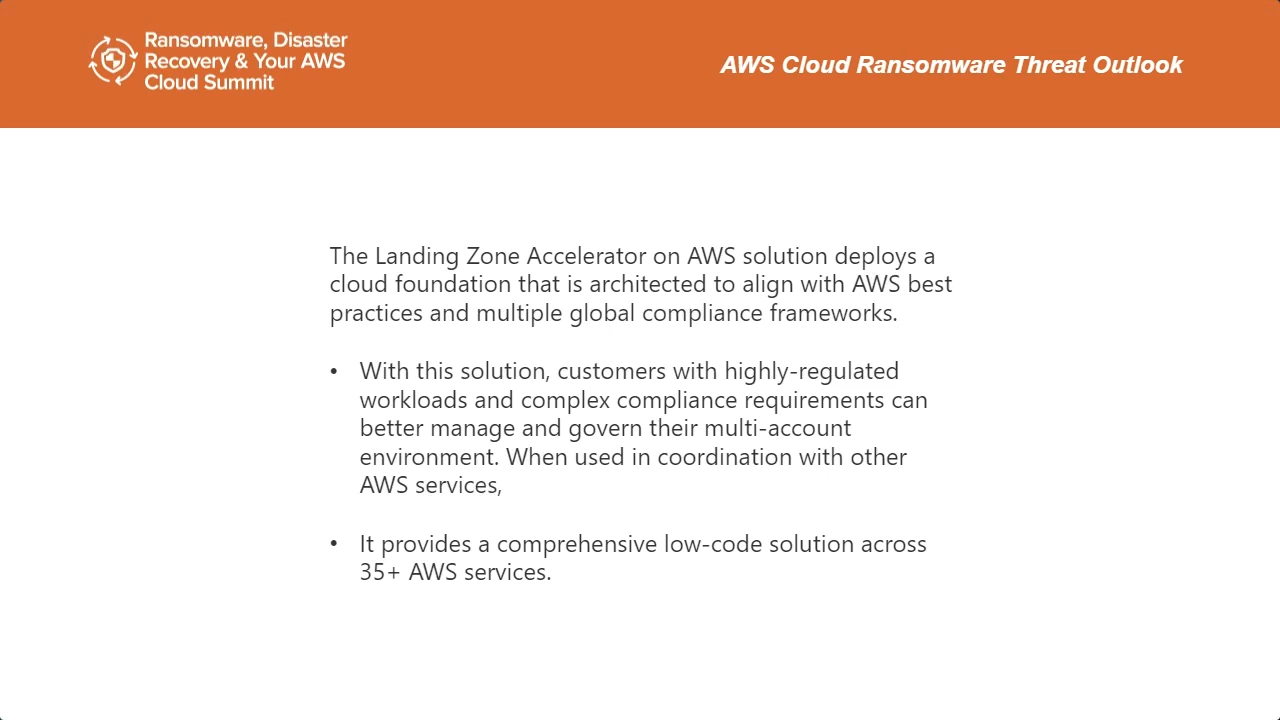 Ransomware, Disaster
Recovery & Your AWS
Cloud Summit
AWS Cloud Ransomware Threat Outlook
The Landing Zone Accelerator on AWS solution deploys a
cloud foundation that is architected to align with AWS best
practices and multiple global compliance frameworks.
• With this solution, customers with highly-regulated
workloads and complex compliance requirements can
better manage and govern their multi-account
environment. When used in coordination with other
AWS services,
• It provides a comprehensive low-code solution across
35+ AWS services.